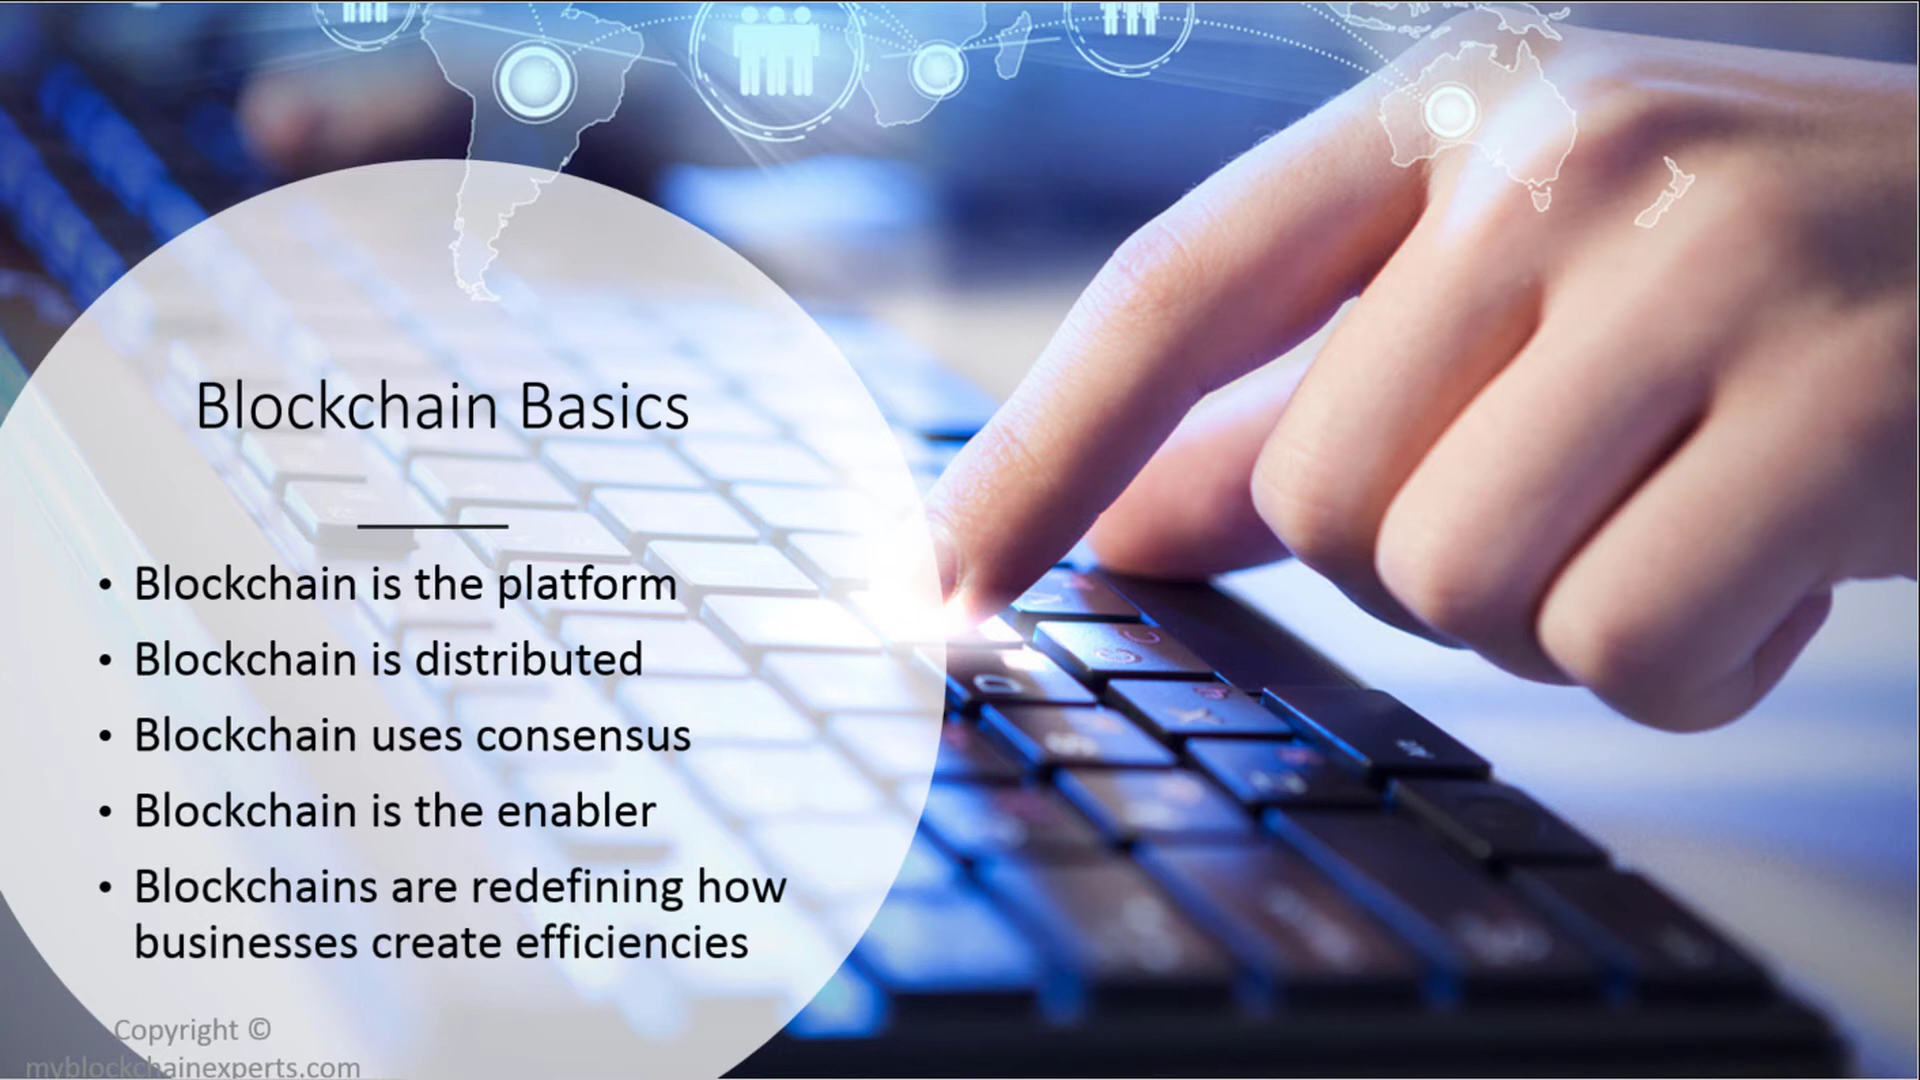 Blockchain Basics
• Blockchain is the platform
• Blockchain is distributed
• Blockchain uses consensus
• Blockchain is the enabler
• Blockchains are redefining how
businesses create efficiencies
Copyright ©
myblockchainexperts.com